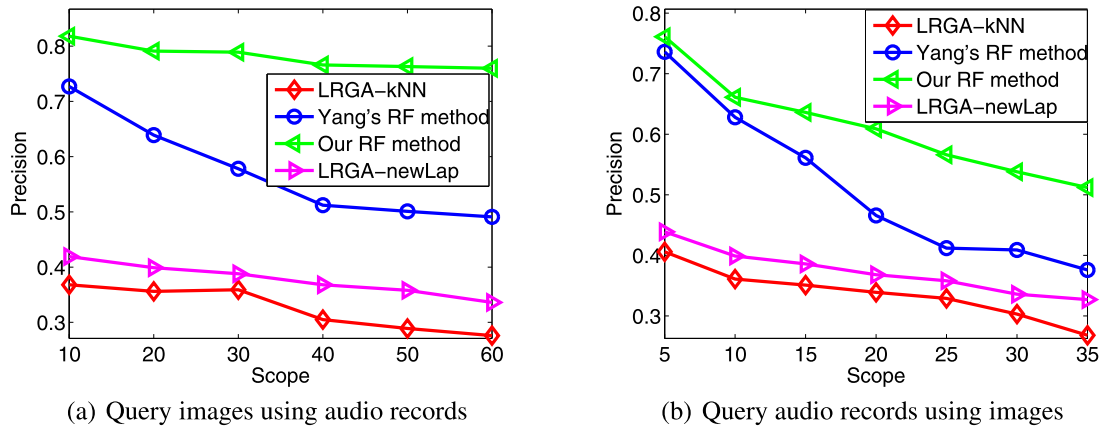 0.8
0.7
0.6
0.5
0.4
0.3
Precision
10
20
30
40
50
60
Scope
LRGA−kNN
Yang's RF method
Our RF method
LRGA−newLap
(a) Query images using audio records
0.8
0.7
0.6
0.5
0.4
0.3
Precision
5
10
15
20
25
30
35
Scope
LRGA−kNN
Yang's RF method
Our RF method
LRGA−newLap
(b) Query audio records using images